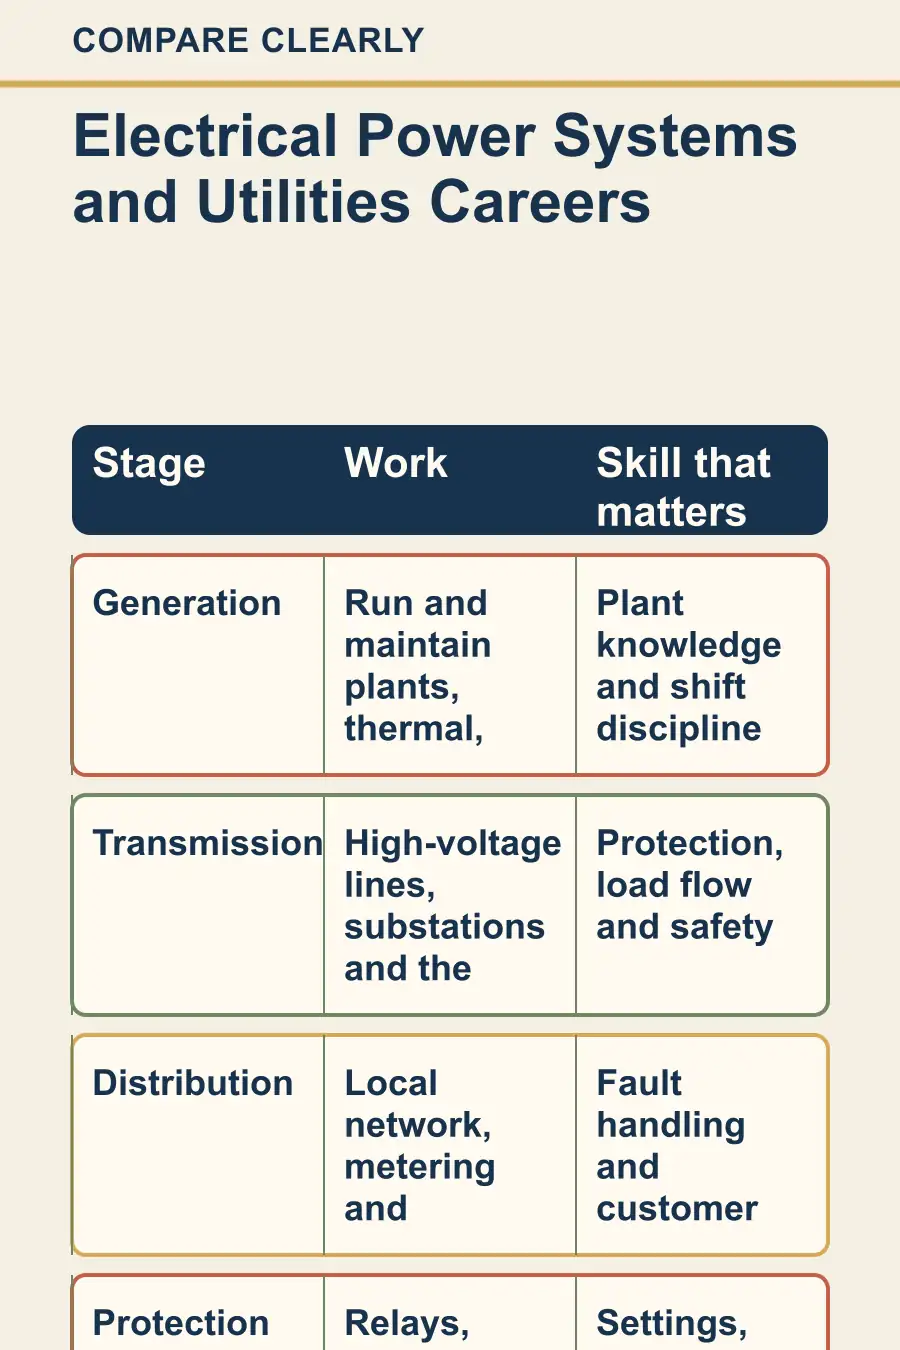 COMPARE CLEARLY
Electrical Power Systems
and Utilities Careers
Stage
Work
Skill that
matters
Generation
Run and
maintain
plants,
thermal,
Plant
knowledge
and shift
discipline
Transmission
High-voltage
lines,
substations
and the
Protection,
load flow
and safety
Distribution
Local
network,
metering
and
Fault
handling
and
customer
Protection
Relays,
Settings,